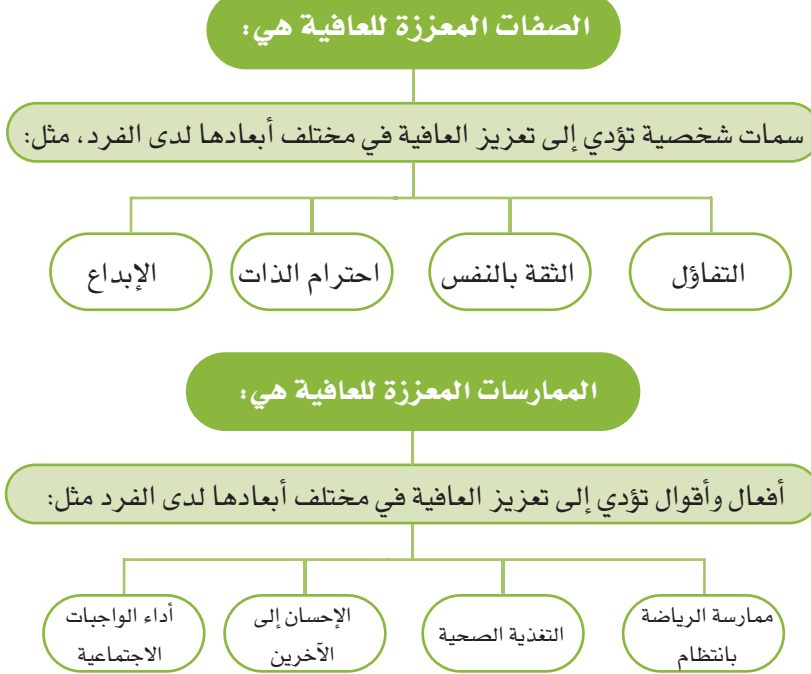 الصفات المعززة للعافية هي:
سمات شخصية تؤدي إلى تعزيز العافية في مختلف أبعادها لدى الفرد، مثل:
التفاؤل
الثقة بالنفس
احترام الذات
الإبداع
الممارسات المعززة للعافية هي:
أفعال وأقوال تؤدي إلى تعزيز العافية في مختلف أبعادها لدى الفرد مثل:
ممارسة الرياضة
بانتظام
التغذية الصحية
الإحسان إلى
الآخرين
أداء الواجبات
الاجتماعية